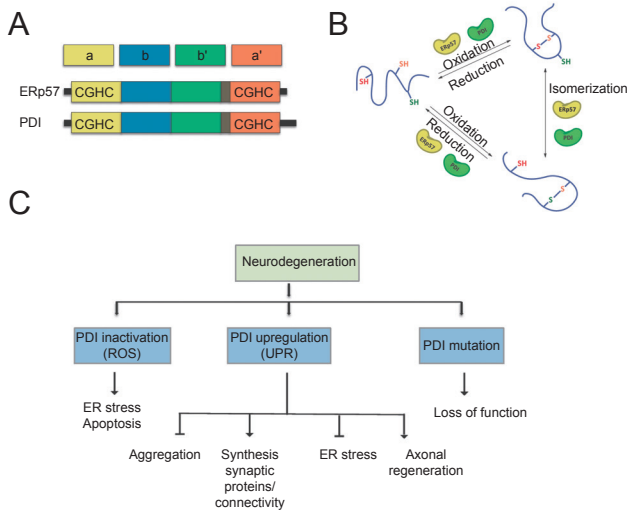 A
a b b' a'
ERp57 CGHC CGHC
PDI CGHC CGHC
B
ERp57 PDI
Oxidation
Reduction
SH SH SH
S-S
SH
Isomerization
ERp57
PDI
Oxidation
Reduction
ERp57
PDI
SH
S-S
C
Neurodegeneration
PDI inactivation
(ROS)
PDI upregulation
(UPR)
PDI mutation
ER stress
Apoptosis
Loss of function
Aggregation
Synthesis
synaptic
proteins/
connectivity
ER stress
Axonal
regeneration